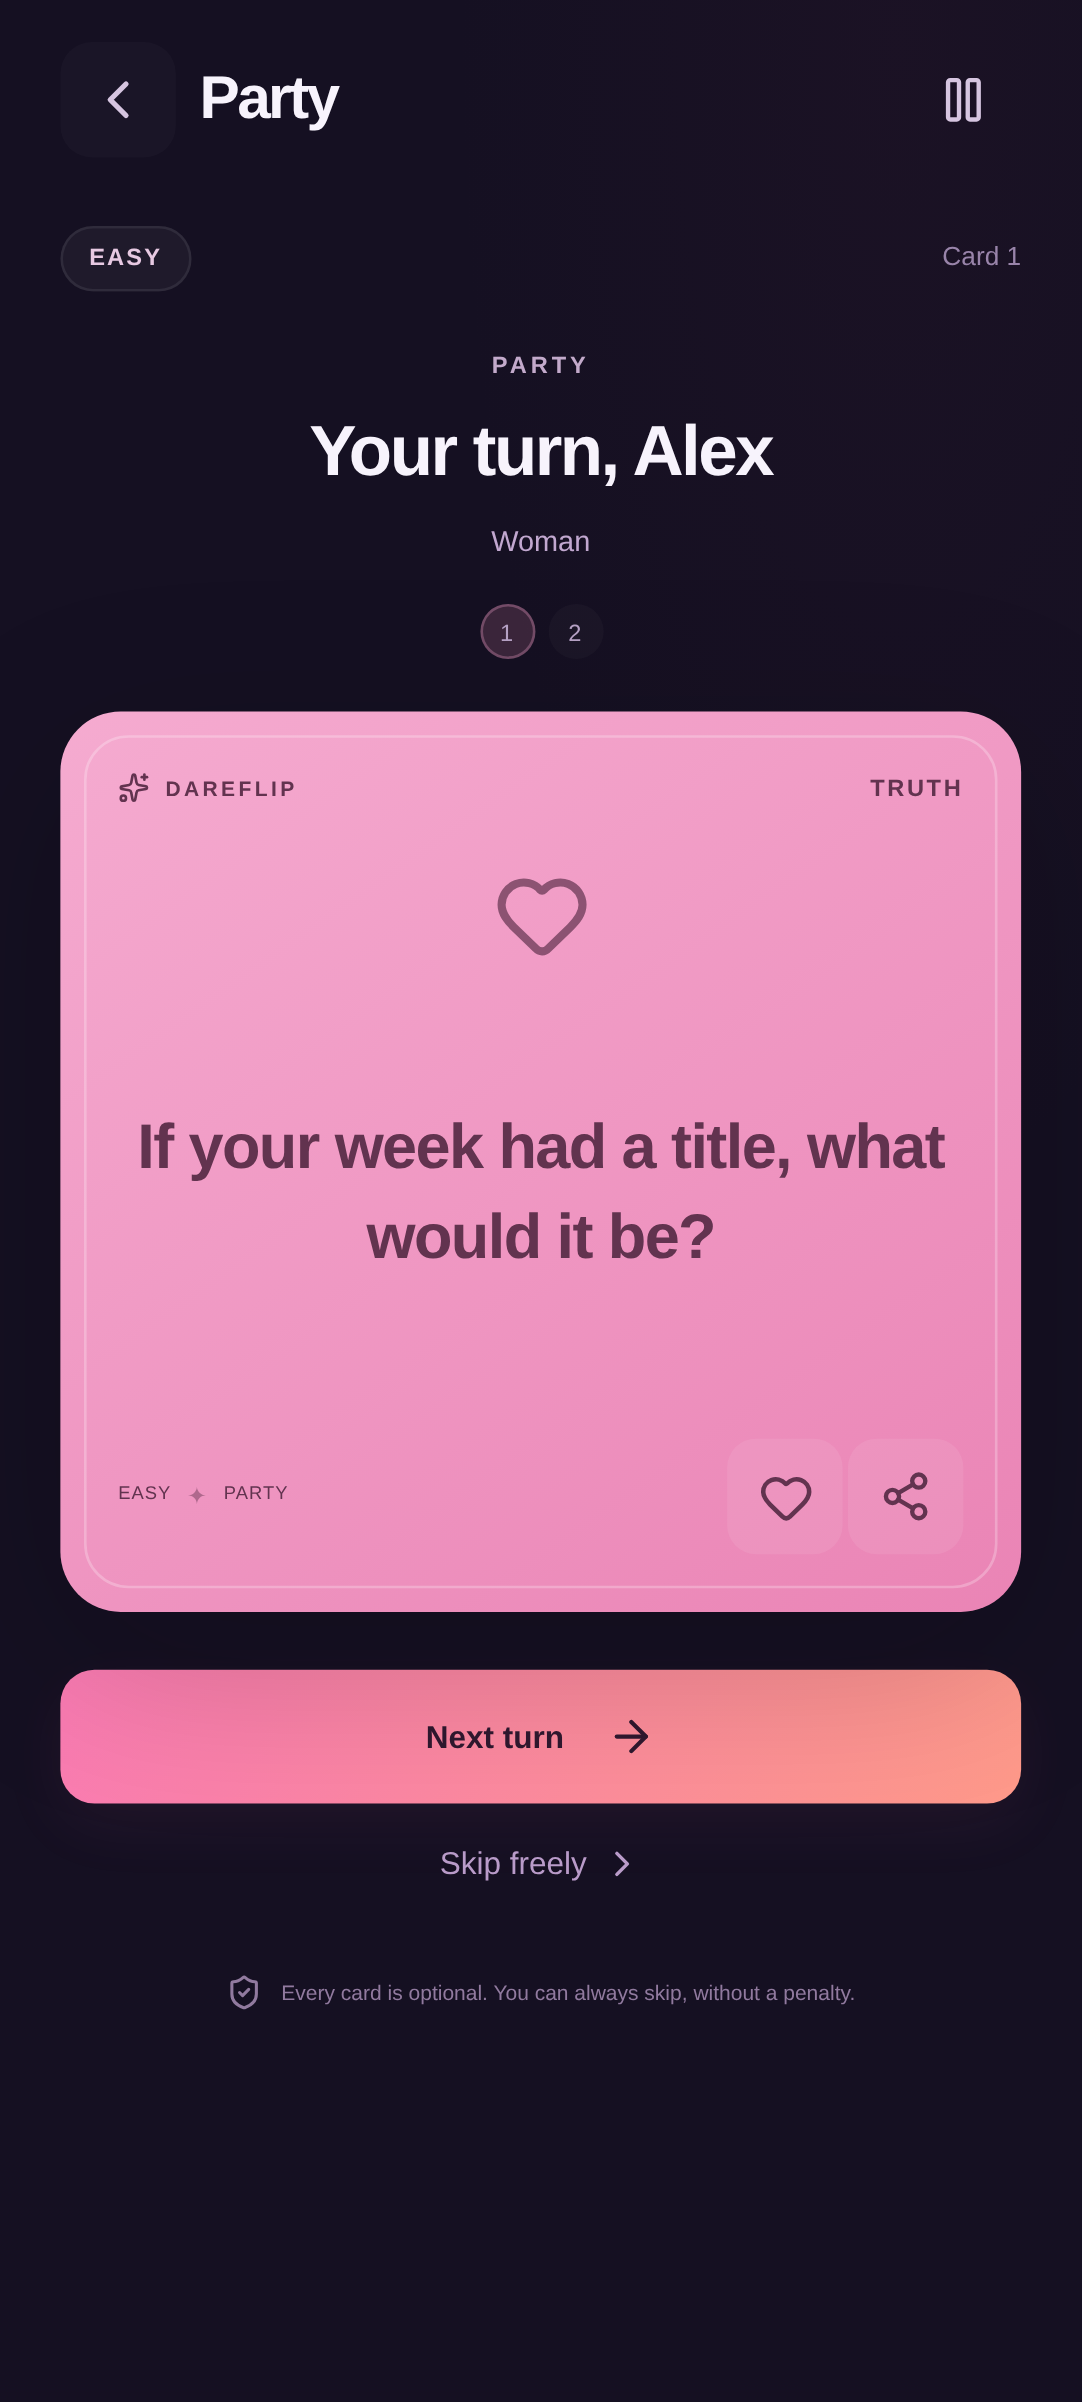 Party
EASY
Card 1
PARTY
Your turn, Alex
Woman
1 2
DAREFLIP
TRUTH
If your week had a title, what
would it be?
EASY ✦ PARTY
Next turn
Skip freely
Every card is optional. You can always skip, without a penalty.